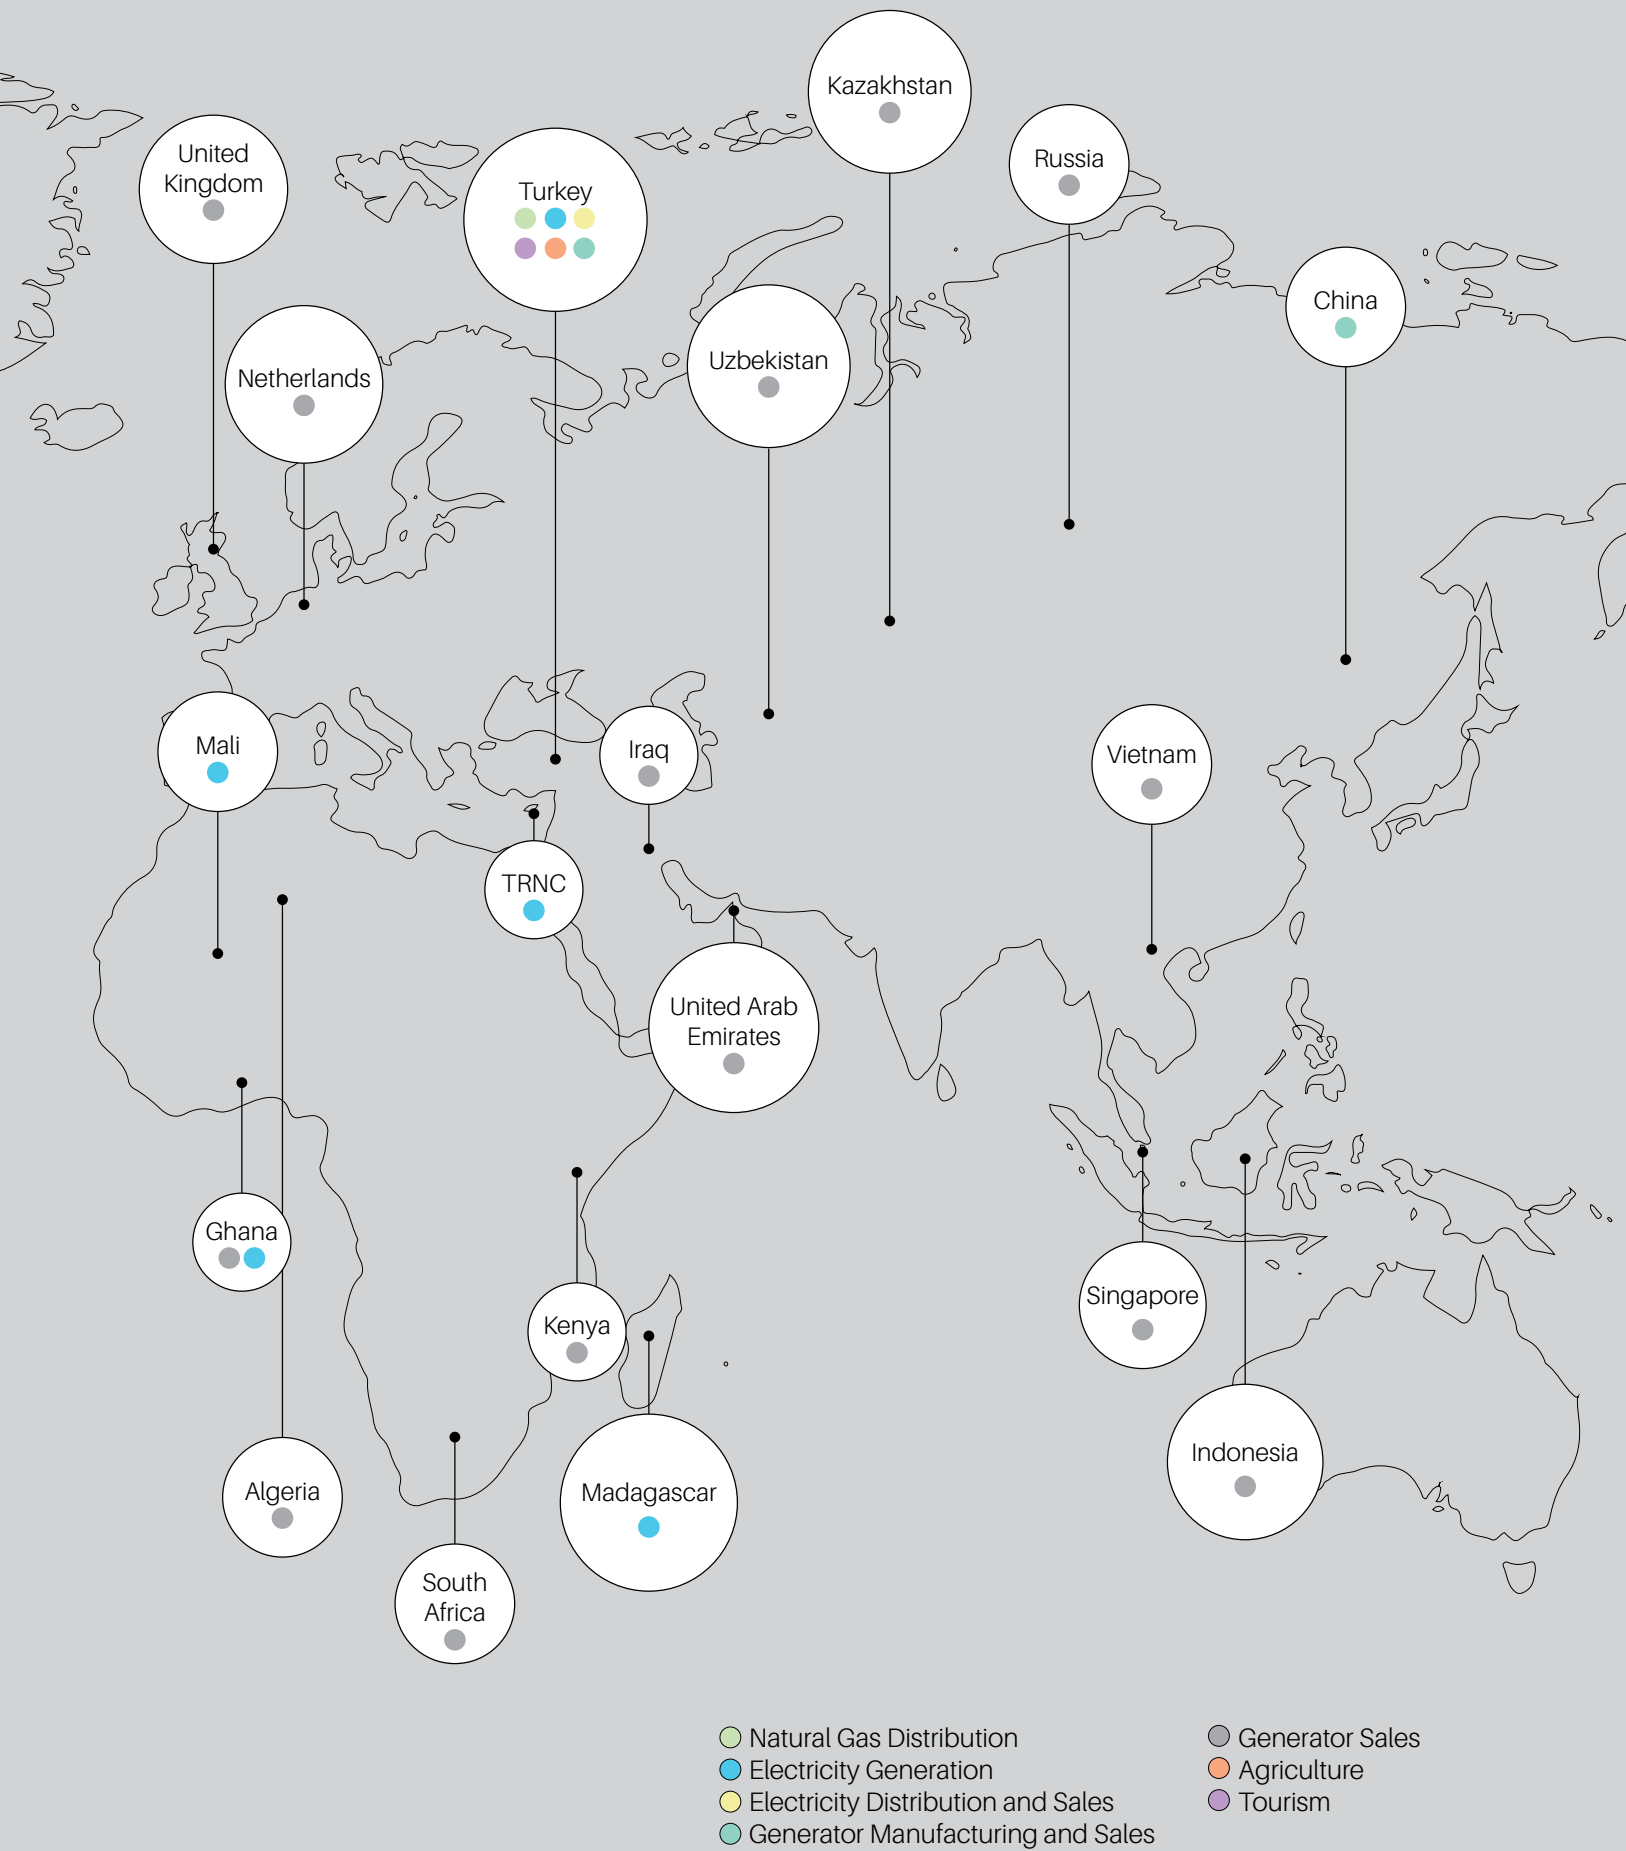 Kazakhstan
United
Kingdom
Russia
Turkey
China
Netherlands
Uzbekistan
Mali
Iraq
Vietnam
TRNC
United Arab
Emirates
Ghana
Kenya
Singapore
Algeria
Madagascar
Indonesia
South
Africa
Natural Gas Distribution
Electricity Generation
Electricity Distribution and Sales
Generator Manufacturing and Sales
Generator Sales
Agriculture
Tourism